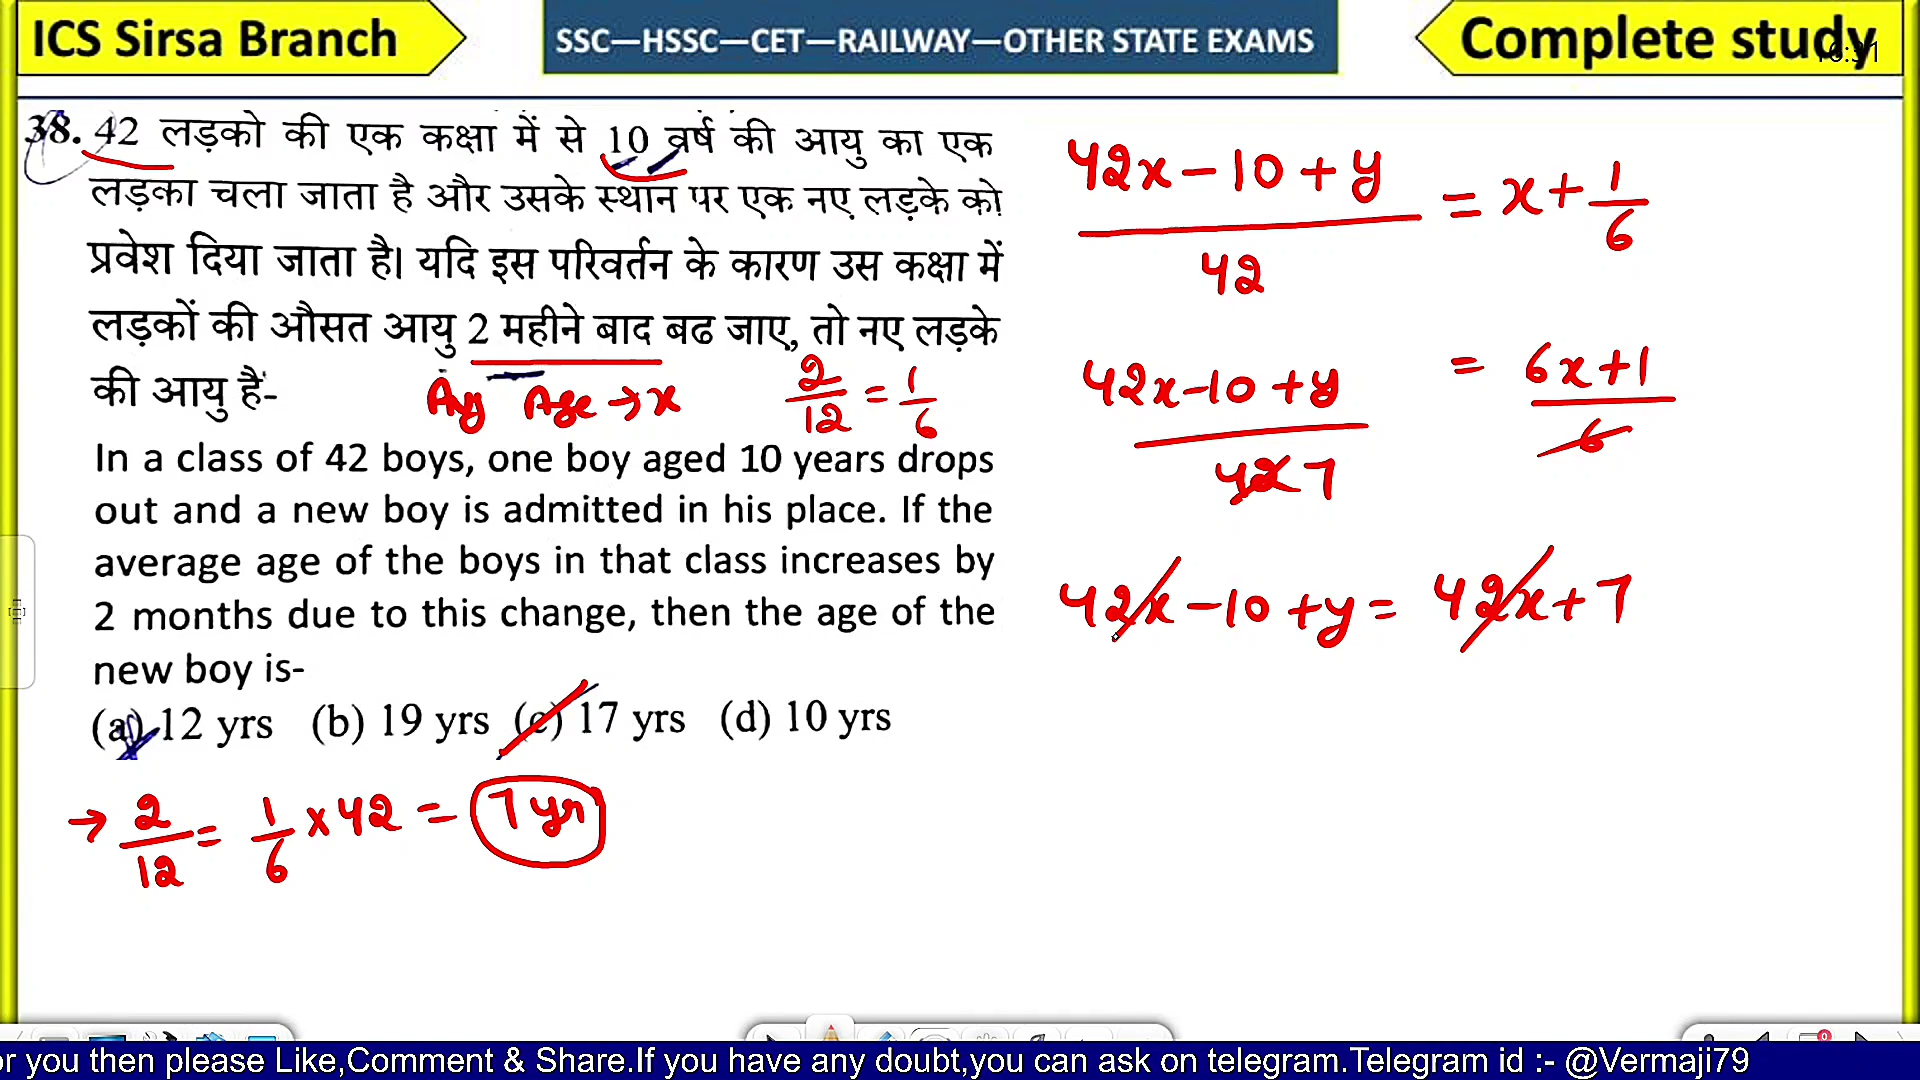 ICS Sirsa Branch
SSC—HSSC—CET—RAILWAY—OTHER STATE EXAMS
Complete study
38. 42 लड़को की एक कक्षा में से 10 वर्ष की आयु का एक
लड़का चला जाता है और उसके स्थान पर एक नए लड़के को
प्रवेश दिया जाता है। यदि इस परिवर्तन के कारण उस कक्षा में
लड़कों की औसत आयु 2 महीने बाद बढ जाए, तो नए लड़के
की आयु हैं-
Avg Age → x
2/12 = 1/6
In a class of 42 boys, one boy aged 10 years drops
out and a new boy is admitted in his place. If the
average age of the boys in that class increases by
2 months due to this change, then the age of the
new boy is-
(a) 12 yrs (b) 19 yrs (c) 17 yrs (d) 10 yrs
→ 2/12 = 1/6 × 42 = 7 yr
42x - 10 + y
42
= x + 1/6
42x - 10 + y
42 7
= 6x + 1
6
42x - 10 + y = 42x + 7
or you then please Like,Comment & Share.If you have any doubt,you can ask on telegram.Telegram id :- @Vermaji79